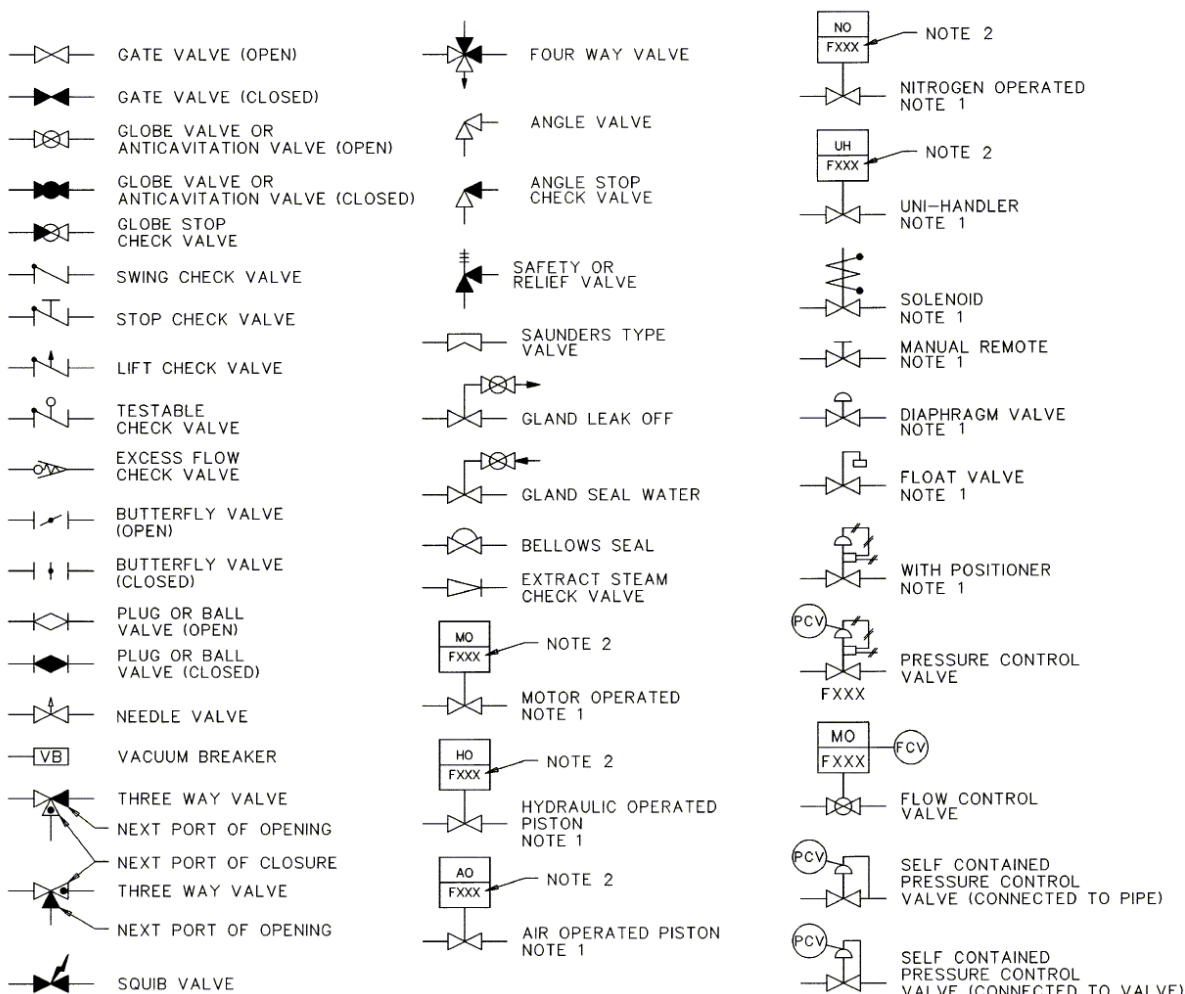 GATE VALVE (OPEN)
GATE VALVE (CLOSED)
GLOBE VALVE OR
ANTICAVITATION VALVE (OPEN)
GLOBE VALVE OR
ANTICAVITATION VALVE (CLOSED)
GLOBE STOP
CHECK VALVE
SWING CHECK VALVE
STOP CHECK VALVE
LIFT CHECK VALVE
TESTABLE
CHECK VALVE
EXCESS FLOW
CHECK VALVE
BUTTERFLY VALVE
(OPEN)
BUTTERFLY VALVE
(CLOSED)
PLUG OR BALL
VALVE (OPEN)
PLUG OR BALL
VALVE (CLOSED)
NEEDLE VALVE
VB
VACUUM BREAKER
THREE WAY VALVE
NEXT PORT OF OPENING
NEXT PORT OF CLOSURE
THREE WAY VALVE
NEXT PORT OF OPENING
SQUIB VALVE
FOUR WAY VALVE
ANGLE VALVE
ANGLE STOP
CHECK VALVE
SAFETY OR
RELIEF VALVE
SAUNDERS TYPE
VALVE
GLAND LEAK OFF
GLAND SEAL WATER
BELLOWS SEAL
EXTRACT STEAM
CHECK VALVE
MO
FXXX
NOTE 2
MOTOR OPERATED
NOTE 1
HO
FXXX
NOTE 2
HYDRAULIC OPERATED
PISTON
NOTE 1
AO
FXXX
NOTE 2
AIR OPERATED PISTON
NOTE 1
NO
FXXX
NOTE 2
NITROGEN OPERATED
NOTE 1
UH
FXXX
NOTE 2
UNI-HANDLER
NOTE 1
SOLENOID
NOTE 1
MANUAL REMOTE
NOTE 1
DIAPHRAGM VALVE
NOTE 1
FLOAT VALVE
NOTE 1
WITH POSITIONER
NOTE 1
PCV
PRESSURE CONTROL
VALVE
FXXX
MO
FXXX
FCV
FLOW CONTROL
VALVE
PCV
SELF CONTAINED
PRESSURE CONTROL
VALVE (CONNECTED TO PIPE)
PCV
SELF CONTAINED
PRESSURE CONTROL
VALVE (CONNECTED TO VALVE)